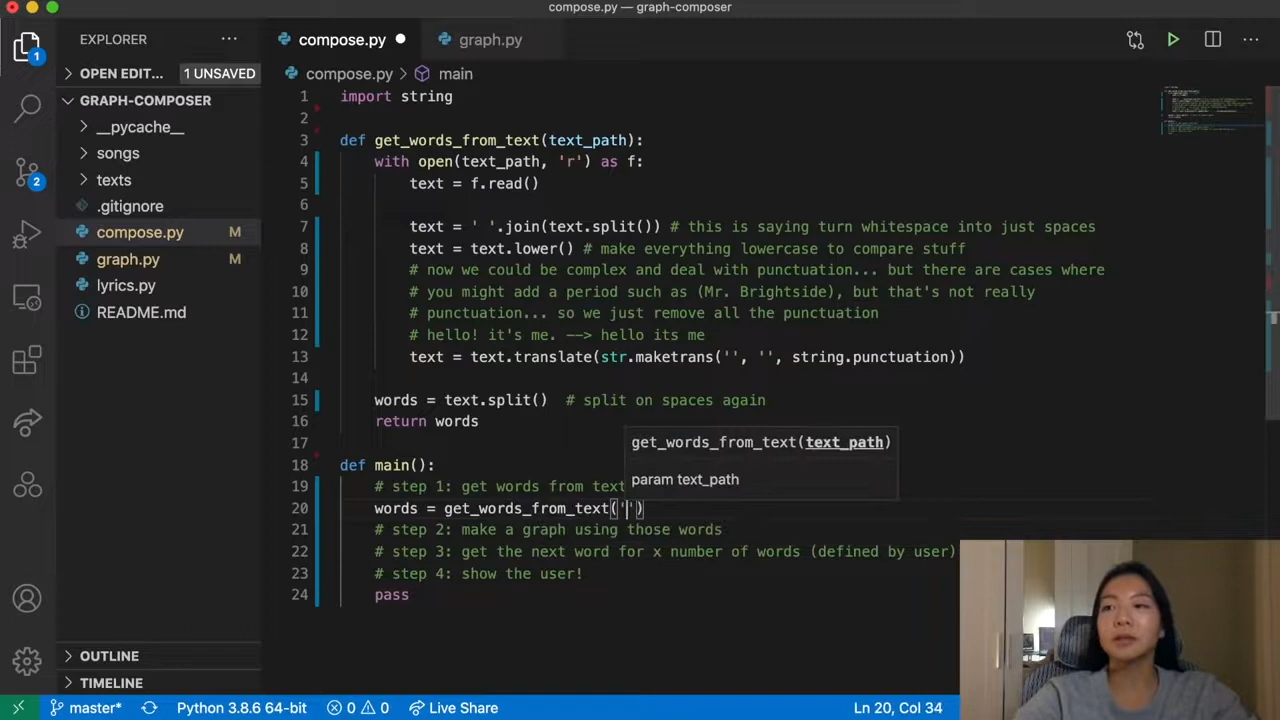 compose.py — graph-composer
EXPLORER
compose.py
graph.py
OPEN EDIT... 1 UNSAVED
compose.py > main
GRAPH-COMPOSER
__pycache__
songs
texts
.gitignore
compose.py M
graph.py M
lyrics.py
README.md
OUTLINE
TIMELINE
1
2
1 import string
2
3 def get_words_from_text(text_path):
4 with open(text_path, 'r') as f:
5 text = f.read()
6
7 text = ' '.join(text.split()) # this is saying turn whitespace into just spaces
8 text = text.lower() # make everything lowercase to compare stuff
9 # now we could be complex and deal with punctuation... but there are cases where
10 # you might add a period such as (Mr. Brightside), but that's not really
11 # punctuation... so we just remove all the punctuation
12 # hello! it's me. --> hello its me
13 text = text.translate(str.maketrans('', '', string.punctuation))
14
15 words = text.split() # split on spaces again
16 return words
17
18 def main():
19 # step 1: get words from text
20 words = get_words_from_text('')
21 # step 2: make a graph using those words
22 # step 3: get the next word for x number of words (defined by user)
23 # step 4: show the user!
24 pass
get_words_from_text(text_path)
param text_path
master* Python 3.8.6 64-bit 0 0 Live Share Ln 20, Col 34